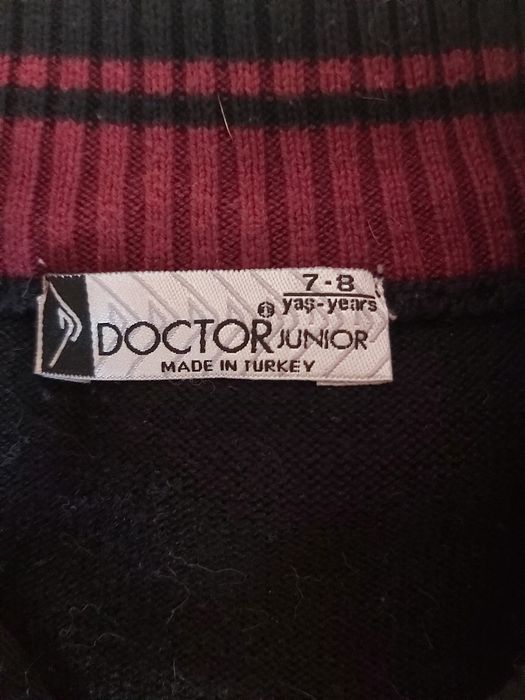 7-8
yaş-years
DOCTOR JUNIOR
MADE IN TURKEY